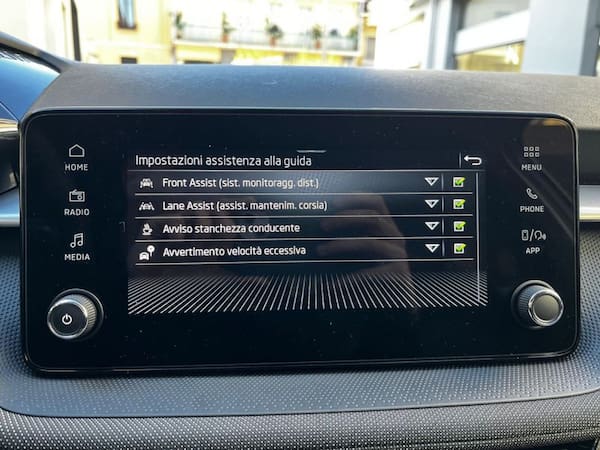 Impostazioni assistenza alla guida
HOME
RADIO
MEDIA
Front Assist (sist. monitoragg. dist.)
Lane Assist (assist. mantenim. corsia)
Avviso stanchezza conducente
Avvertimento velocità eccessiva
MENU
PHONE
APP